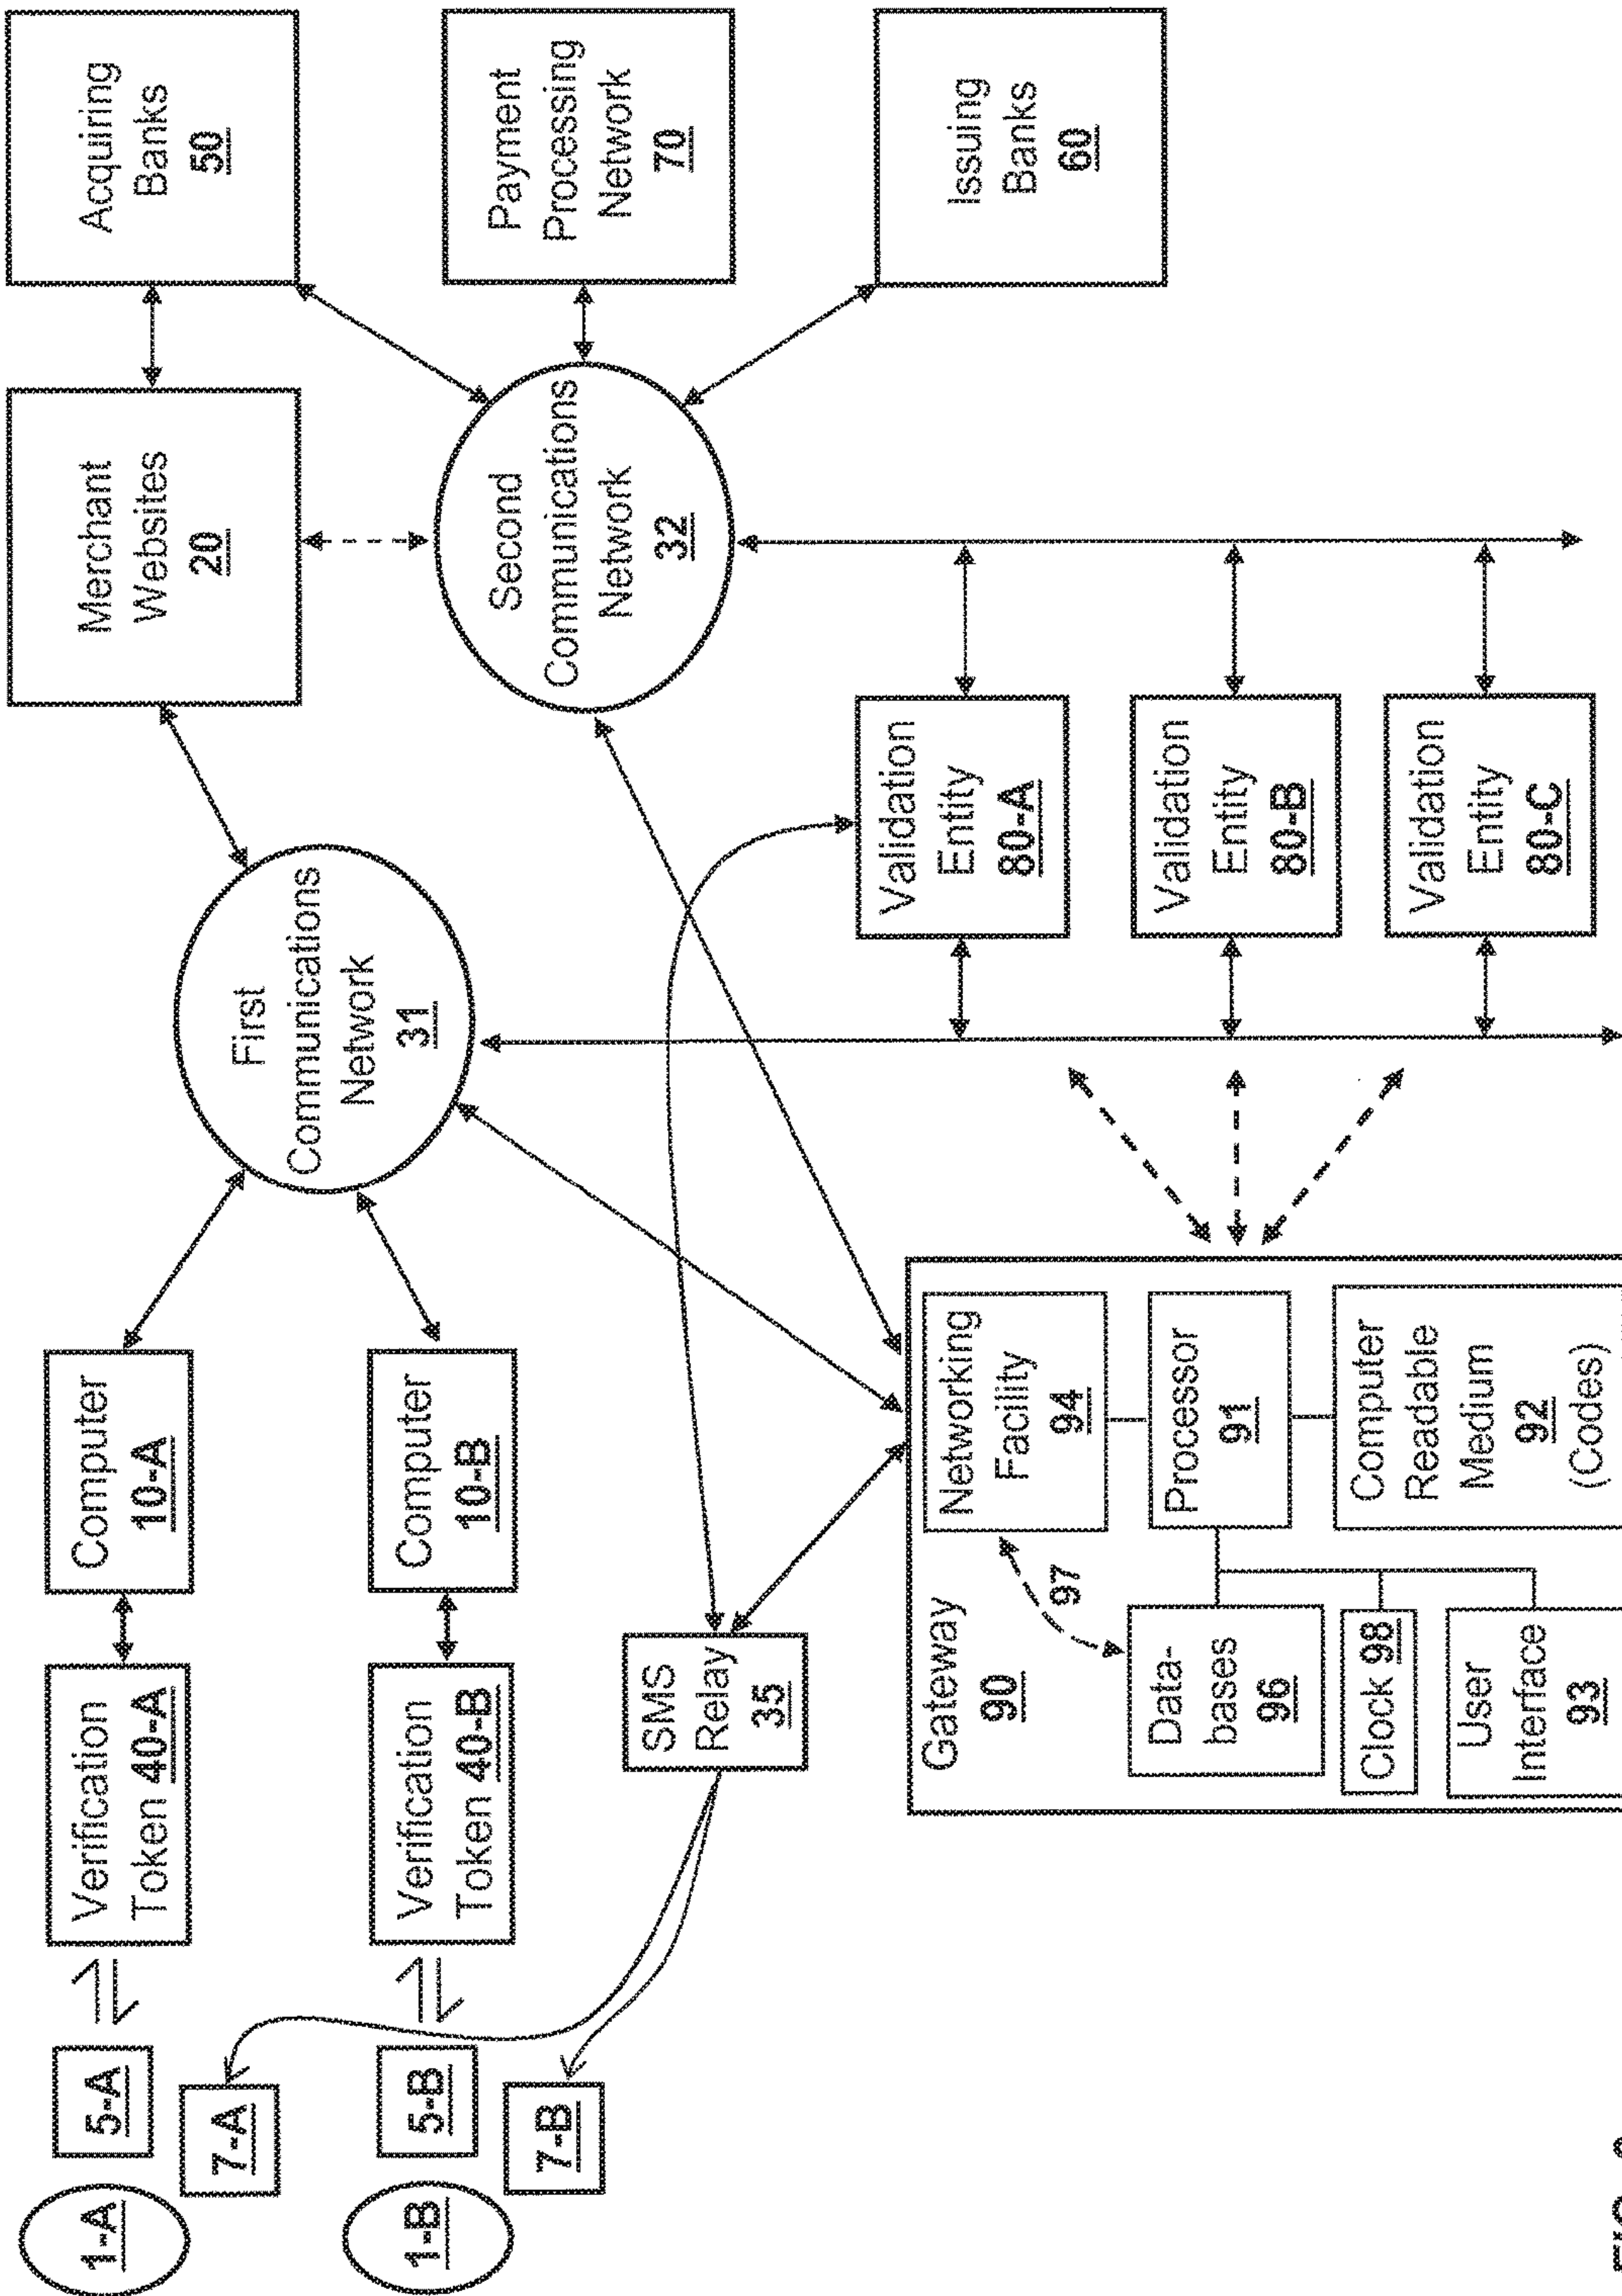 1-A
5-A
7-A
Verification
Token 40-A
Computer
10-A
1-B
5-B
7-B
Verification
Token 40-B
Computer
10-B
First
Communications
Network
31
Merchant
Websites
20
Acquiring
Banks
50
Second
Communications
Network
32
Payment
Processing
Network
70
Issuing
Banks
60
SMS
Relay
35
Validation
Entity
80-A
Validation
Entity
80-B
Validation
Entity
80-C
Gateway
90
Networking
Facility
94
97
Data-
bases
96
Processor
91
Clock 98
User
Interface
93
Computer
Readable
Medium
92
(Codes)